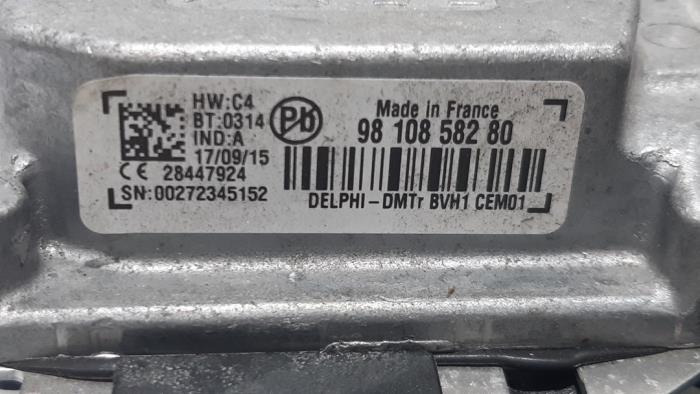 HW:C4
BT:0314
IND:A
17/09/15
CE 28447924
SN:00272345152
Pb
Made in France
98 108 582 80
DELPHI-DMTr BVH1 CEM01